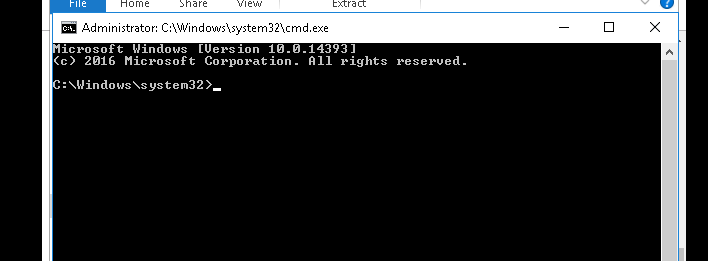 File Home Share View Extract
C:\. Administrator: C:\Windows\system32\cmd.exe
Microsoft Windows [Version 10.0.14393]
(c) 2016 Microsoft Corporation. All rights reserved.
C:\Windows\system32>